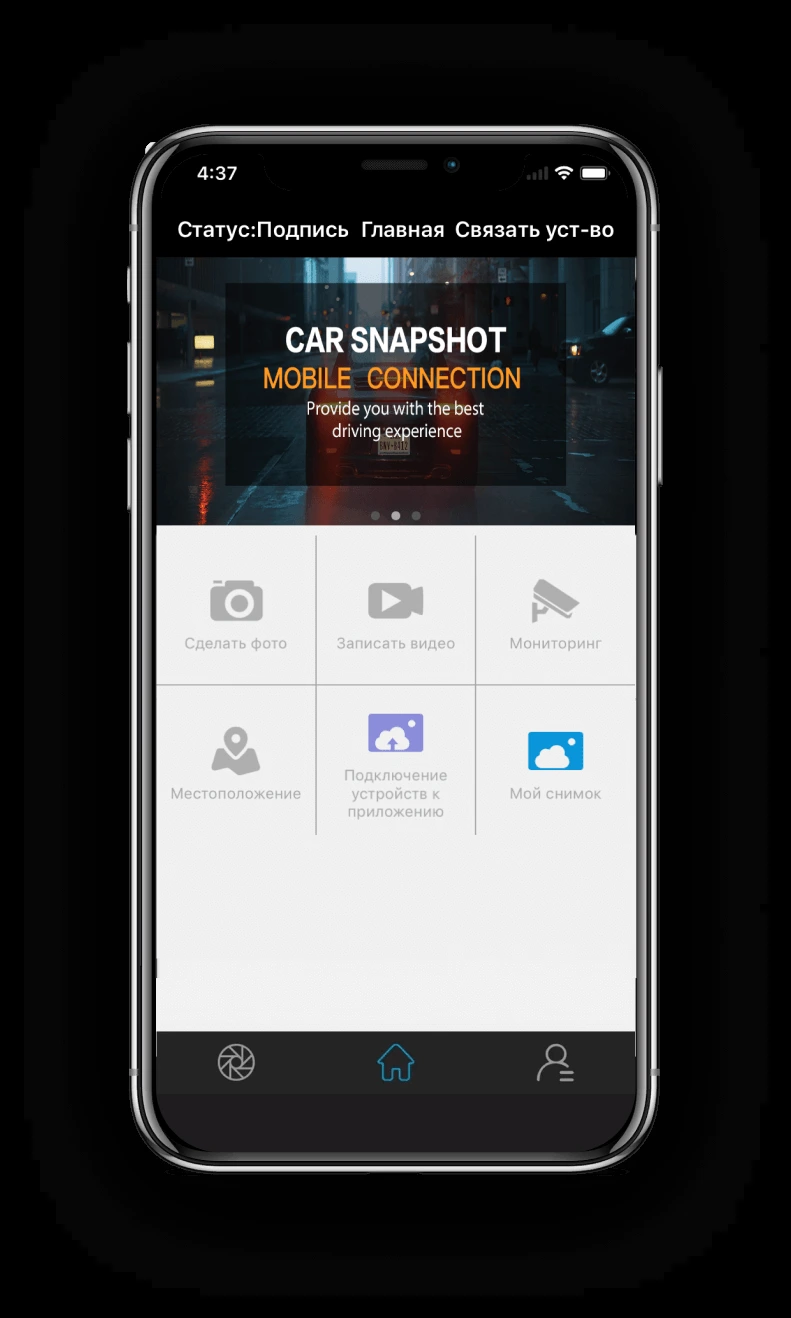 4:37
Статус:Подпись Главная Связать уст-во
CAR SNAPSHOT
MOBILE CONNECTION
Provide you with the best
driving experience
Сделать фото
Записать видео
Мониторинг
Местоположение
Подключение
устройств к
приложению
Мой снимок